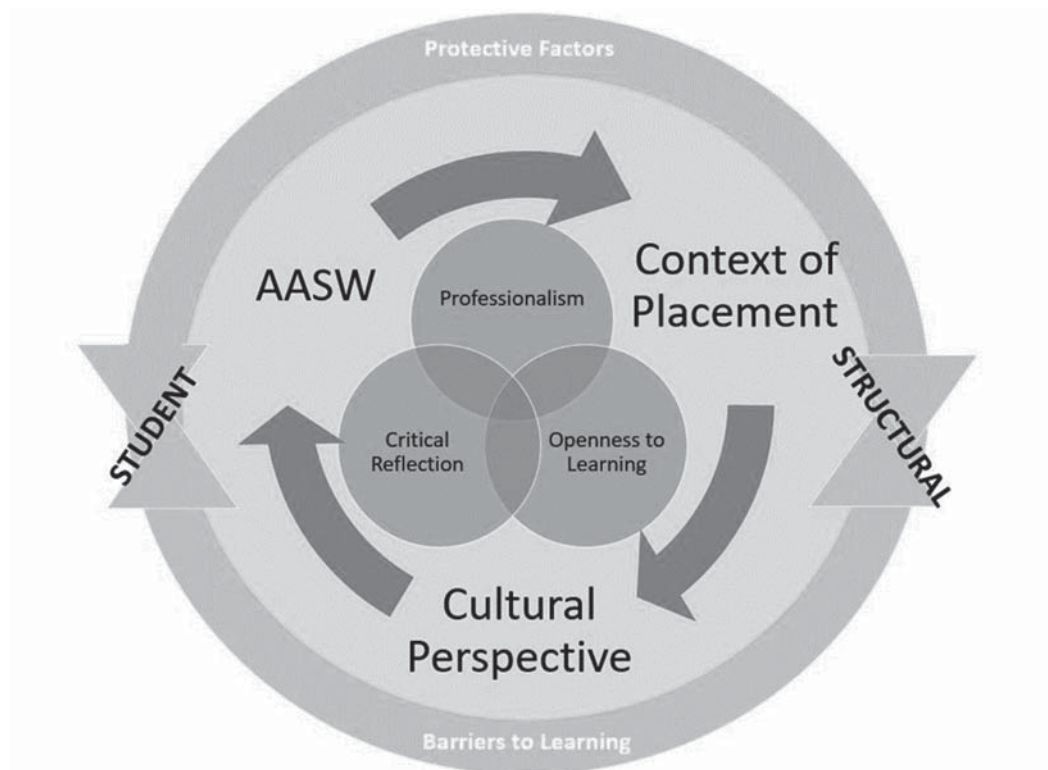 Protective Factors
AASW
Context of
Placement
Professionalism
STUDENT
STRUCTURAL
Critical
Reflection
Openness to
Learning
Cultural
Perspective
Barriers to Learning